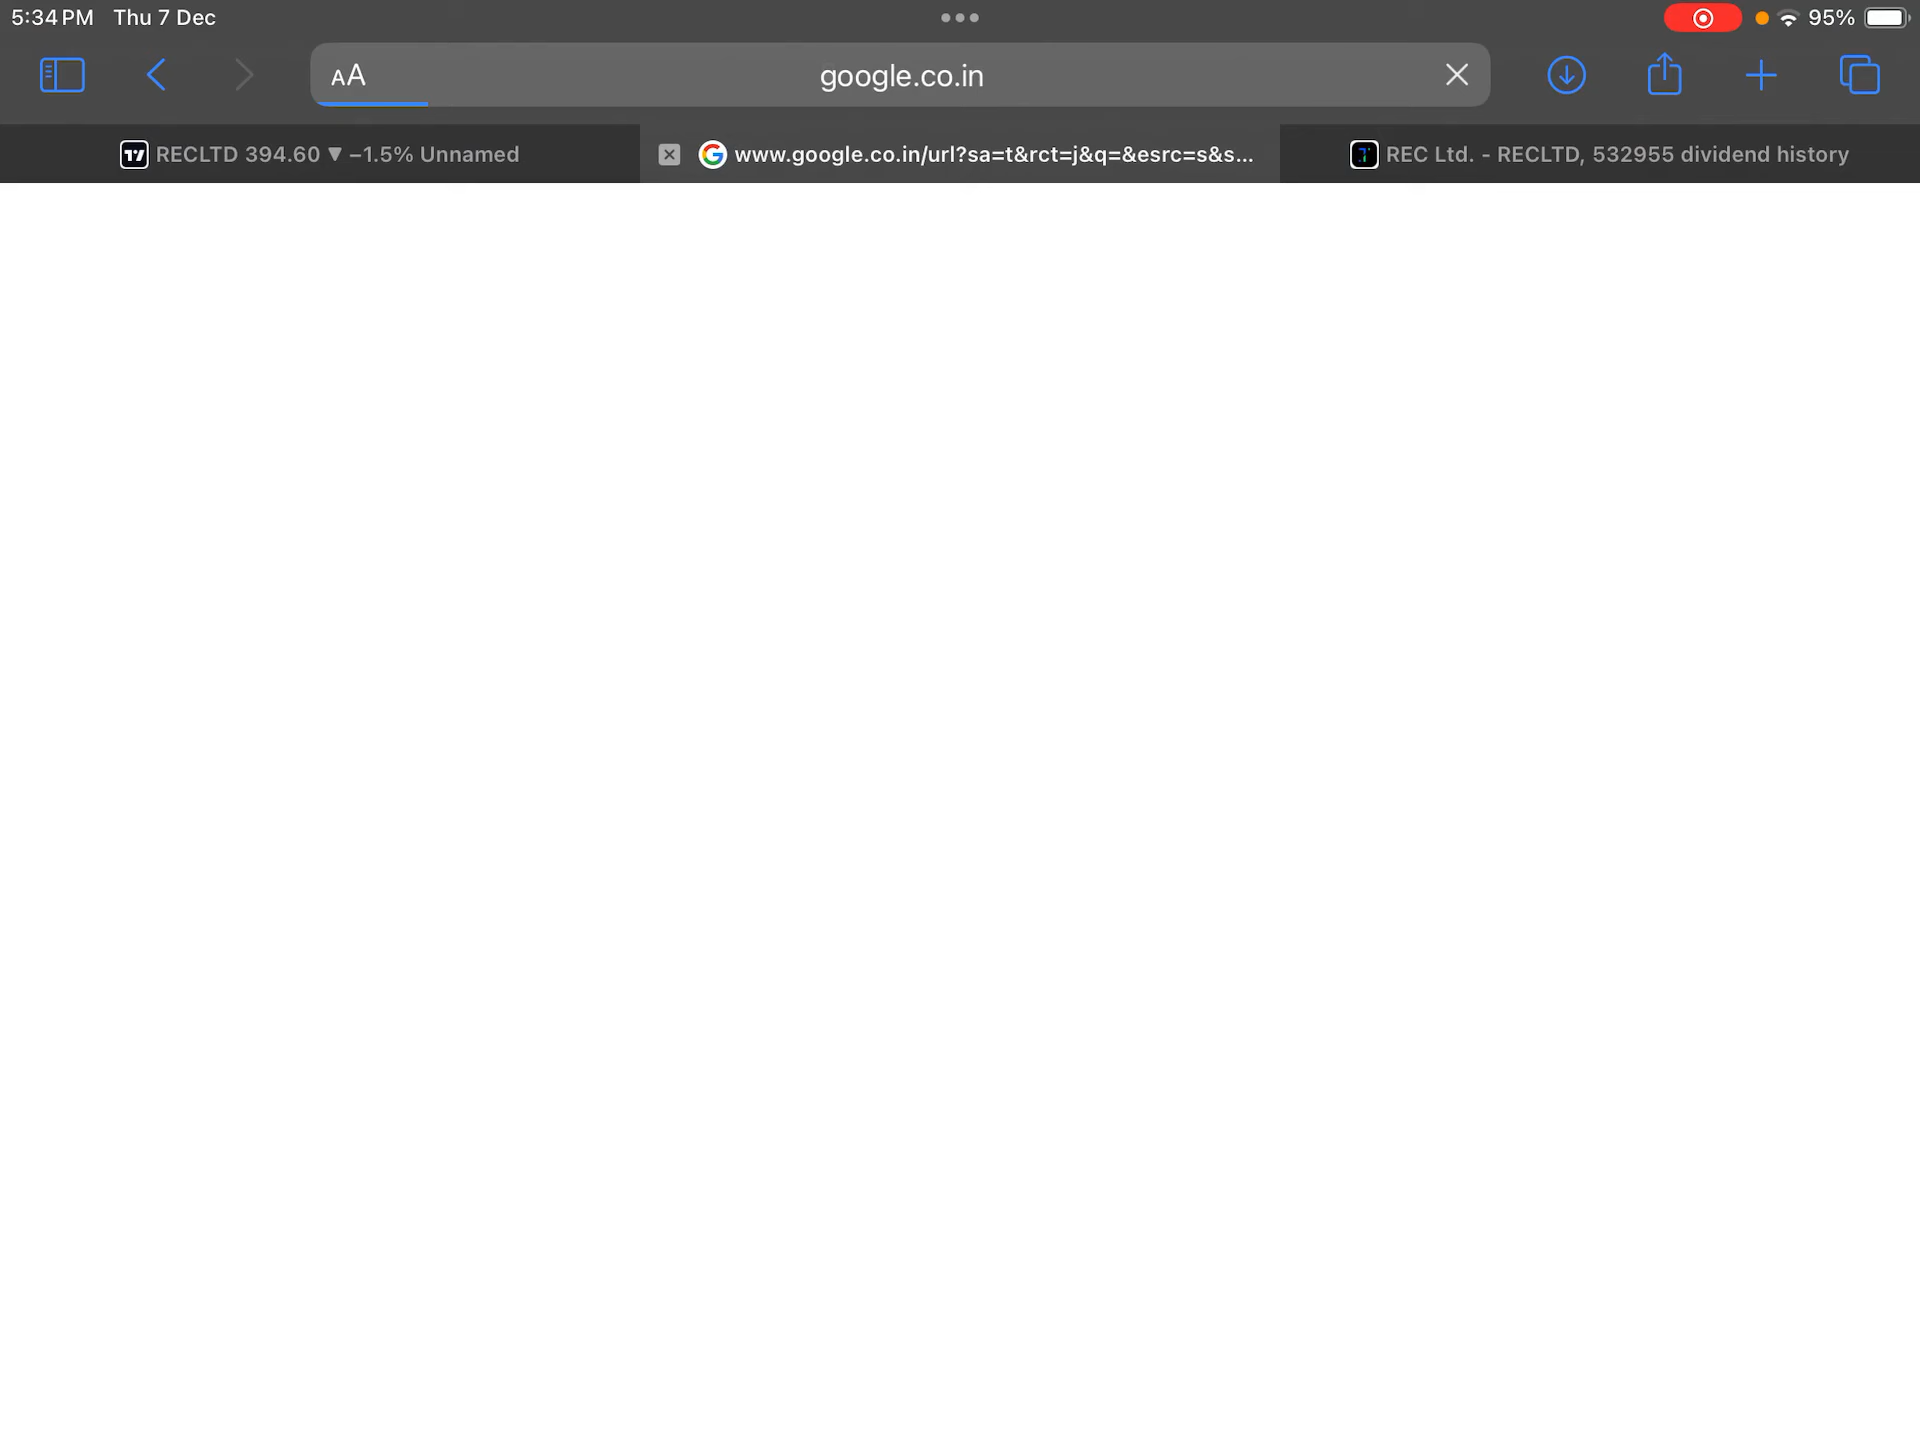 5:34 PM Thu 7 Dec
95%
AA
google.co.in
RECLTD 394.60 ▼ −1.5% Unnamed
www.google.co.in/url?sa=t&rct=j&q=&esrc=s&s...
REC Ltd. - RECLTD, 532955 dividend history